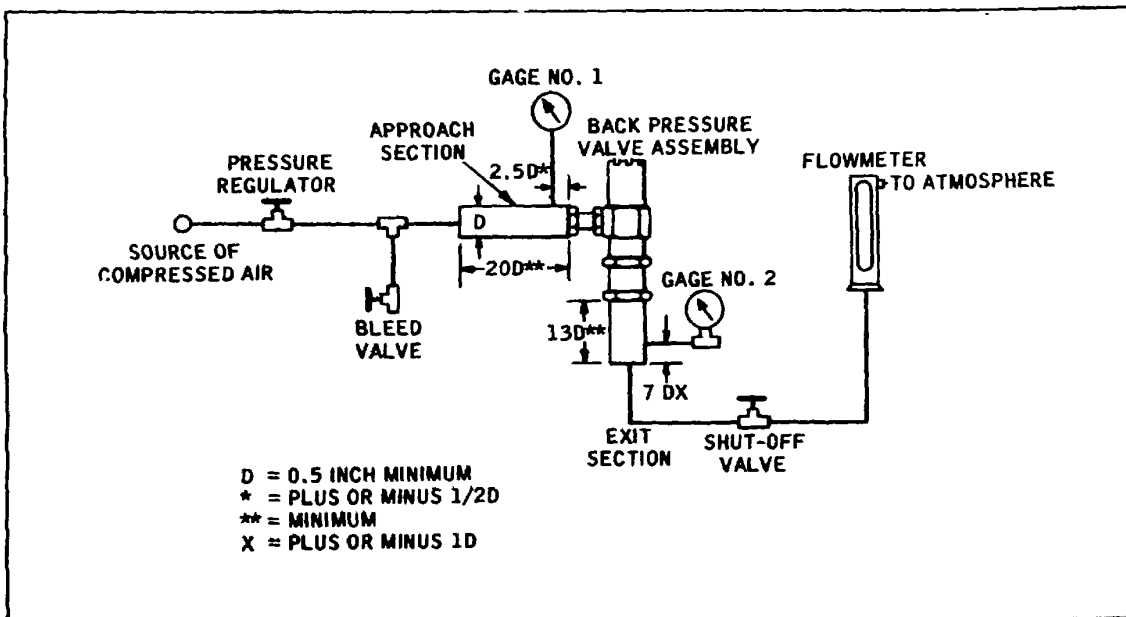 GAGE NO. 1
APPROACH
SECTION
BACK PRESSURE
VALVE ASSEMBLY
2.5D*
PRESSURE
REGULATOR
FLOWMETER
TO ATMOSPHERE
D
SOURCE OF
COMPRESSED AIR
20D**
GAGE NO. 2
BLEED
VALVE
13D**
7 DX
EXIT
SECTION
SHUT-OFF
VALVE
D = 0.5 INCH MINIMUM
* = PLUS OR MINUS 1/2D
** = MINIMUM
X = PLUS OR MINUS 1D